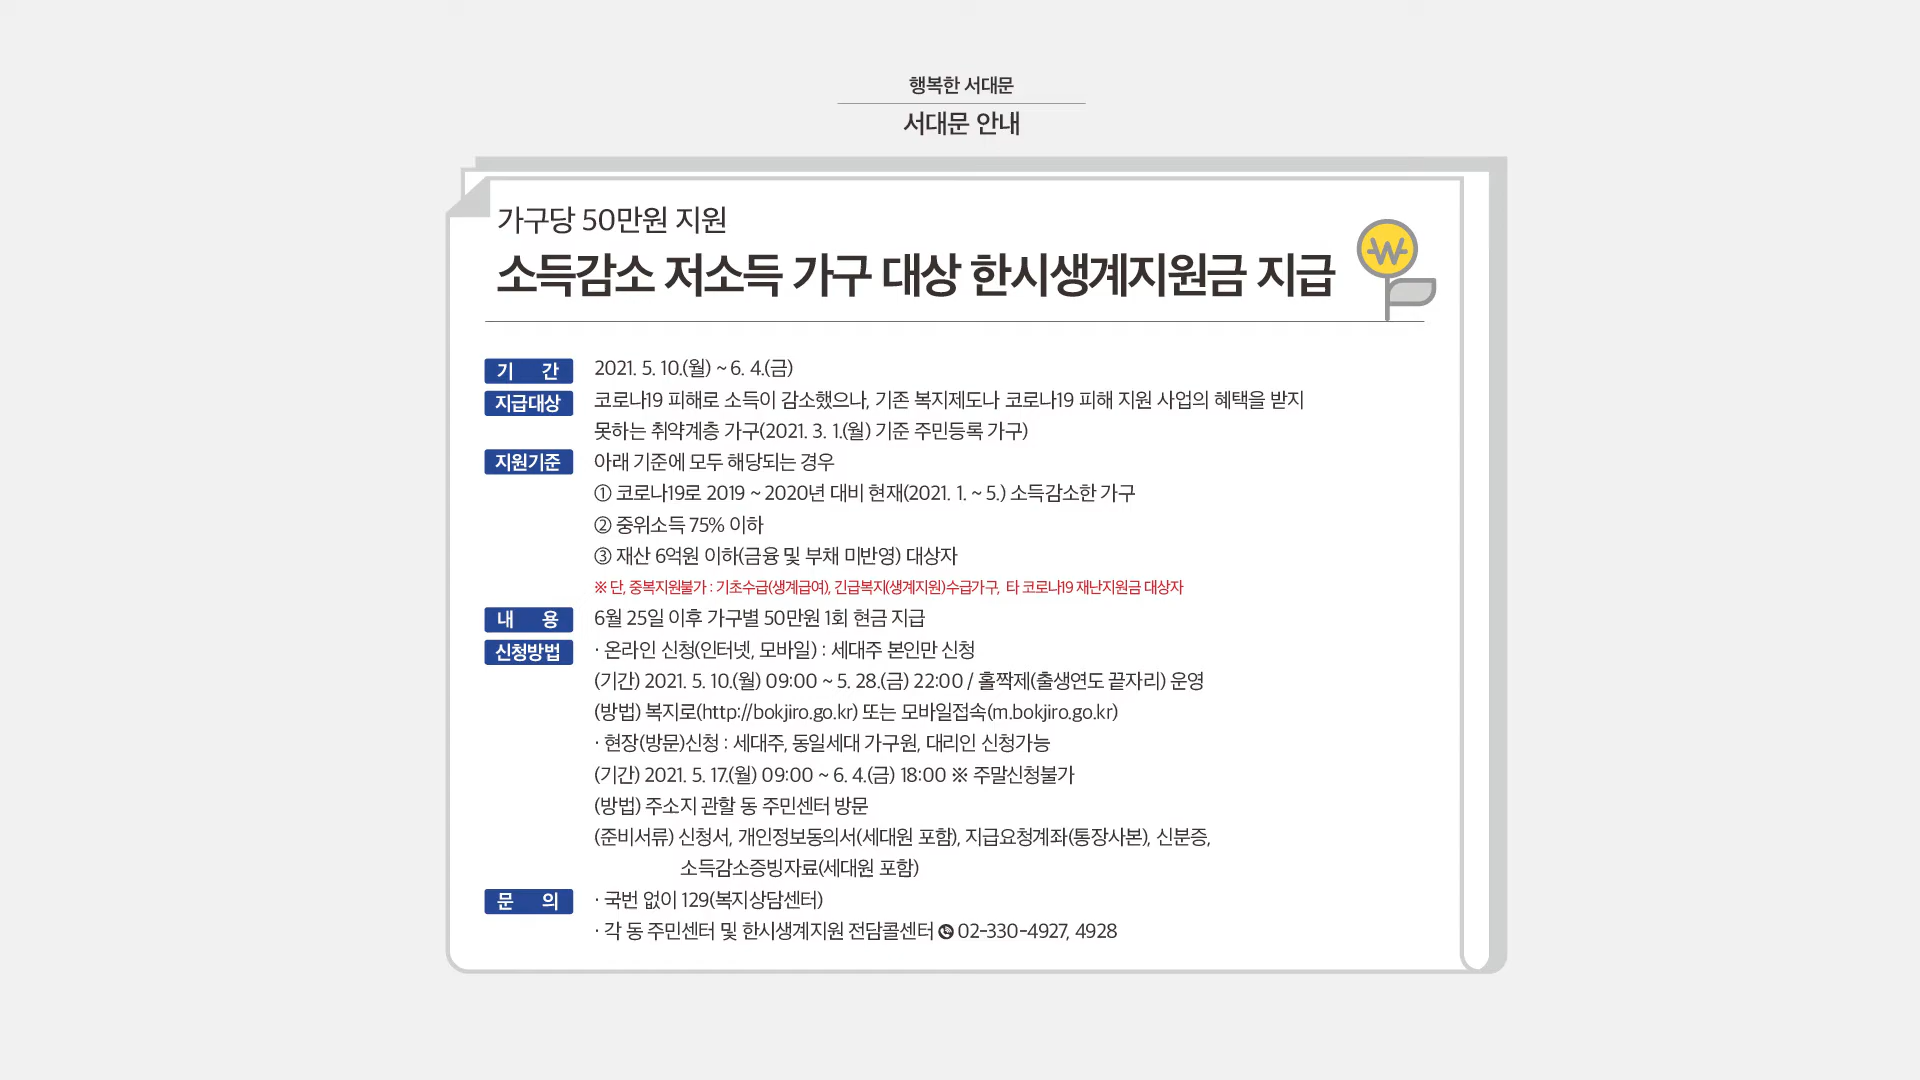 행복한 서대문
서대문 안내
가구당 50만원 지원
소득감소 저소득 가구 대상 한시생계지원금 지급
기 간 2021. 5. 10.(월) ~ 6. 4.(금)
지급대상 코로나19 피해로 소득이 감소했으나, 기존 복지제도나 코로나19 피해 지원 사업의 혜택을 받지
못하는 취약계층 가구(2021. 3. 1.(월) 기준 주민등록 가구)
지원기준 아래 기준에 모두 해당되는 경우
① 코로나19로 2019 ~ 2020년 대비 현재(2021. 1. ~ 5.) 소득감소한 가구
② 중위소득 75% 이하
③ 재산 6억원 이하(금융 및 부채 미반영) 대상자
※ 단, 중복지원불가 : 기초수급(생계급여), 긴급복지(생계지원)수급가구, 타 코로나19 재난지원금 대상자
내 용 6월 25일 이후 가구별 50만원 1회 현금 지급
신청방법 · 온라인 신청(인터넷, 모바일) : 세대주 본인만 신청
(기간) 2021. 5. 10.(월) 09:00 ~ 5. 28.(금) 22:00 / 홀짝제(출생연도 끝자리) 운영
(방법) 복지로(http://bokjiro.go.kr) 또는 모바일접속(m.bokjiro.go.kr)
· 현장(방문)신청 : 세대주, 동일세대 가구원, 대리인 신청가능
(기간) 2021. 5. 17.(월) 09:00 ~ 6. 4.(금) 18:00 ※ 주말신청불가
(방법) 주소지 관할 동 주민센터 방문
(준비서류) 신청서, 개인정보동의서(세대원 포함), 지급요청계좌(통장사본), 신분증,
소득감소증빙자료(세대원 포함)
문 의 · 국번 없이 129(복지상담센터)
· 각 동 주민센터 및 한시생계지원 전담콜센터 02-330-4927, 4928